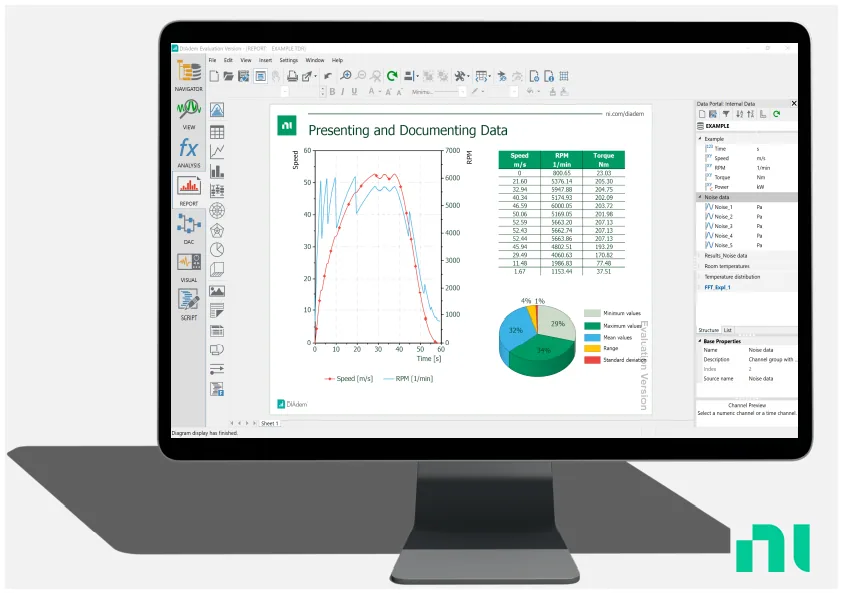 DIAdem Evaluation Version - [REPORT EXAMPLE.TDR]
File Edit View Insert Settings Window Help
NAVIGATOR
VIEW
fx
ANALYSIS
REPORT
DAC
VISUAL
SCRIPT
B I U A A A
ni.com/diadem
ni
Presenting and Documenting Data
Speed
RPM
60
50
40
30
20
10
0
7000
6000
5000
4000
3000
2000
1000
0
0 10 20 30 40 50 60
Time [s]
Speed [m/s] RPM [1/min]
Speed RPM Torque
m/s 1/min Nm
0 800.65 23.03
21.60 5376.14 205.30
32.94 5947.88 204.75
40.34 5174.93 202.09
46.59 6000.05 203.72
50.06 5169.05 201.98
52.59 5663.20 207.13
52.43 5662.74 207.13
52.44 5663.86 207.13
45.94 4802.51 193.29
29.49 4060.63 170.82
11.48 1986.83 77.48
1.67 1153.44 37.51
4% 1%
29%
32%
34%
Minimum values
Maximum values
Mean values
Range
Standard deviation
Evaluation Version
DIAdem
Sheet 1
Diagram display has finished.
Data Portal: Internal Data
EXAMPLE
Example
Time s
Speed m/s
RPM 1/min
Torque Nm
Power kW
Noise data
Noise_1 Pa
Noise_2 Pa
Noise_3 Pa
Noise_4 Pa
Noise_5 Pa
Results_Noise data
Room temperatures
Temperature distribution
FFT_Expl_1
Structure List
Base Properties
Name Noise data
Description Channel group with ...
Index 2
Source name Noise data
Channel Preview
Select a numeric channel or a time channel.
ni